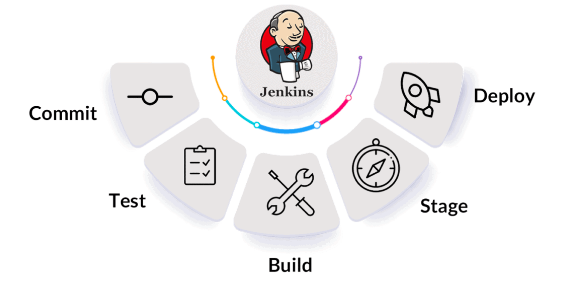 Jenkins
Commit
Test
Build
Stage
Deploy